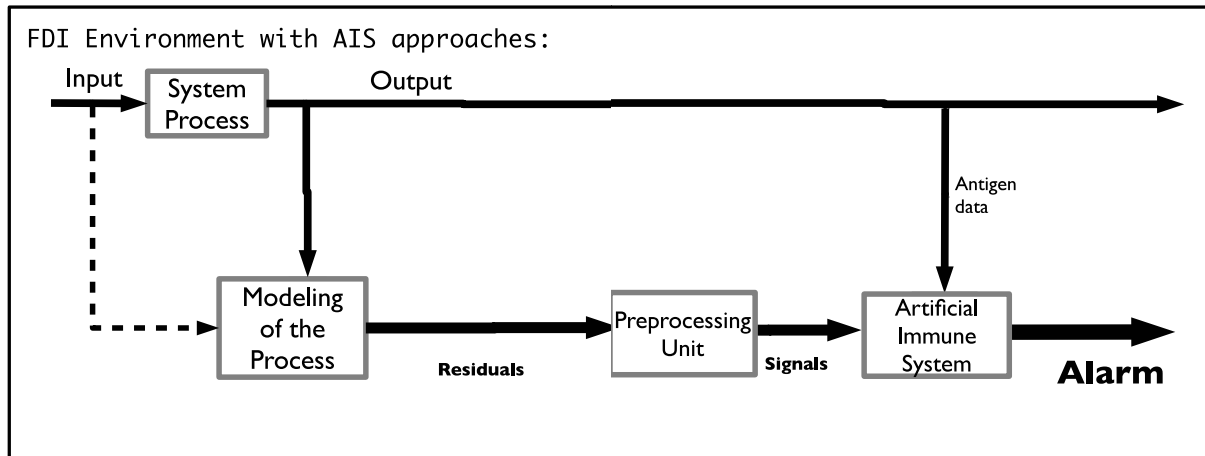 FDI Environment with AIS approaches:
Input
System
Process
Output
Antigen
data
Modeling
of the
Process
Residuals
Preprocessing
Unit
Signals
Artificial
Immune
System
Alarm